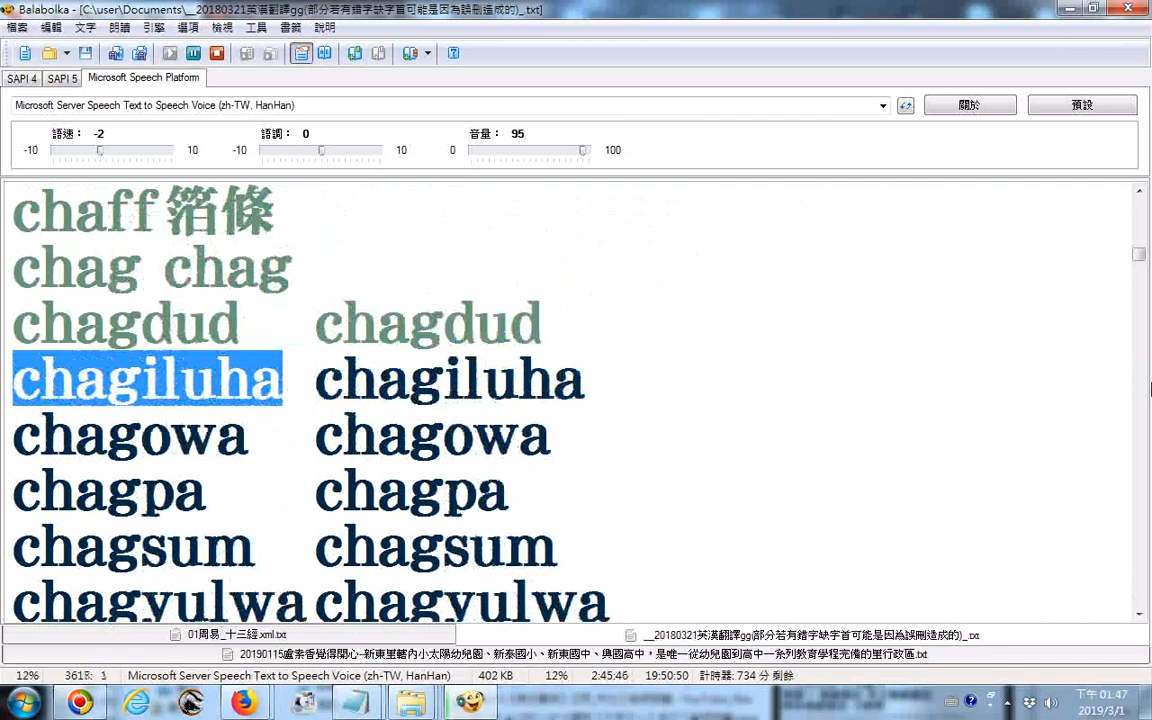 Balabolka - [C:\user\Documents\__20180321英漢翻譯gg(部分若有錯字缺字首可能是因為誤刪造成的)_.txt]
檔案 編輯 文字 朗讀 引擎 選項 檢視 工具 書籤 說明
SAPI 4 SAPI 5 Microsoft Speech Platform
Microsoft Server Speech Text to Speech Voice (zh-TW, HanHan) 關於 預設
語速： -2 語調： 0 音量： 95
-10 10 -10 10 0 100
chaff 箔條
chag chag
chagdud chagdud
chagiluha chagiluha
chagowa chagowa
chagpa chagpa
chagsum chagsum
chagyulwa chagyulwa
01周易_十三經.xml.txt __20180321英漢翻譯gg(部分若有錯字缺字首可能是因為誤刪造成的)_.txt
20190115盧素香覺得開心--新東里轄內小太陽幼兒園、新泰國小、新東國中、興國高中，是唯一從幼兒園到高中一系列教育學程完備的里行政區.txt
12% 3618: 1 Microsoft Server Speech Text to Speech Voice (zh-TW, HanHan) 402 KB 12% 2:45:46 19:50:50 計時器: 734 分 剩餘
下午 01:47
2019/3/1